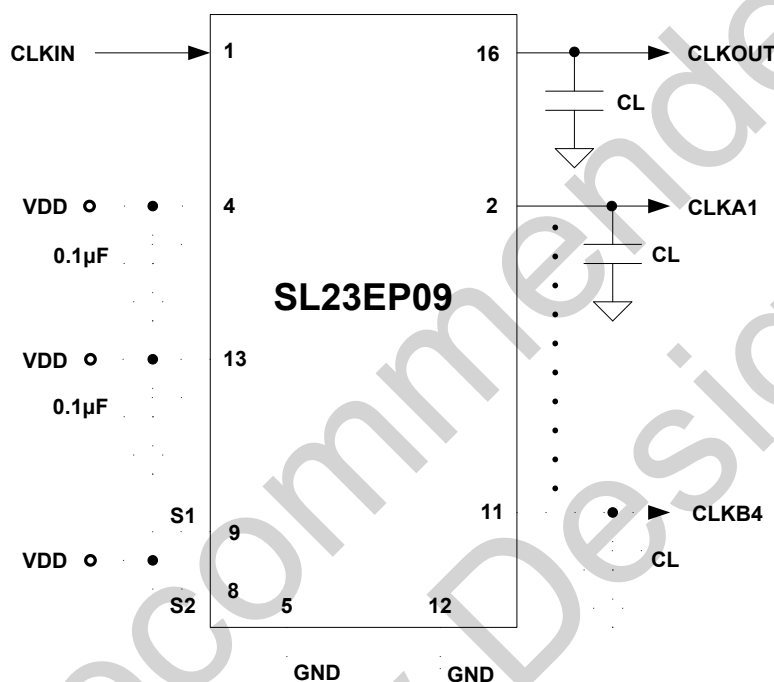 CLKIN
1
16
CLKOUT
CL
VDD
4
2
CLKA1
0.1µF
CL
SL23EP09
VDD
13
0.1µF
S1
11
CLKB4
9
VDD
CL
8
S2
5
12
GND
GND